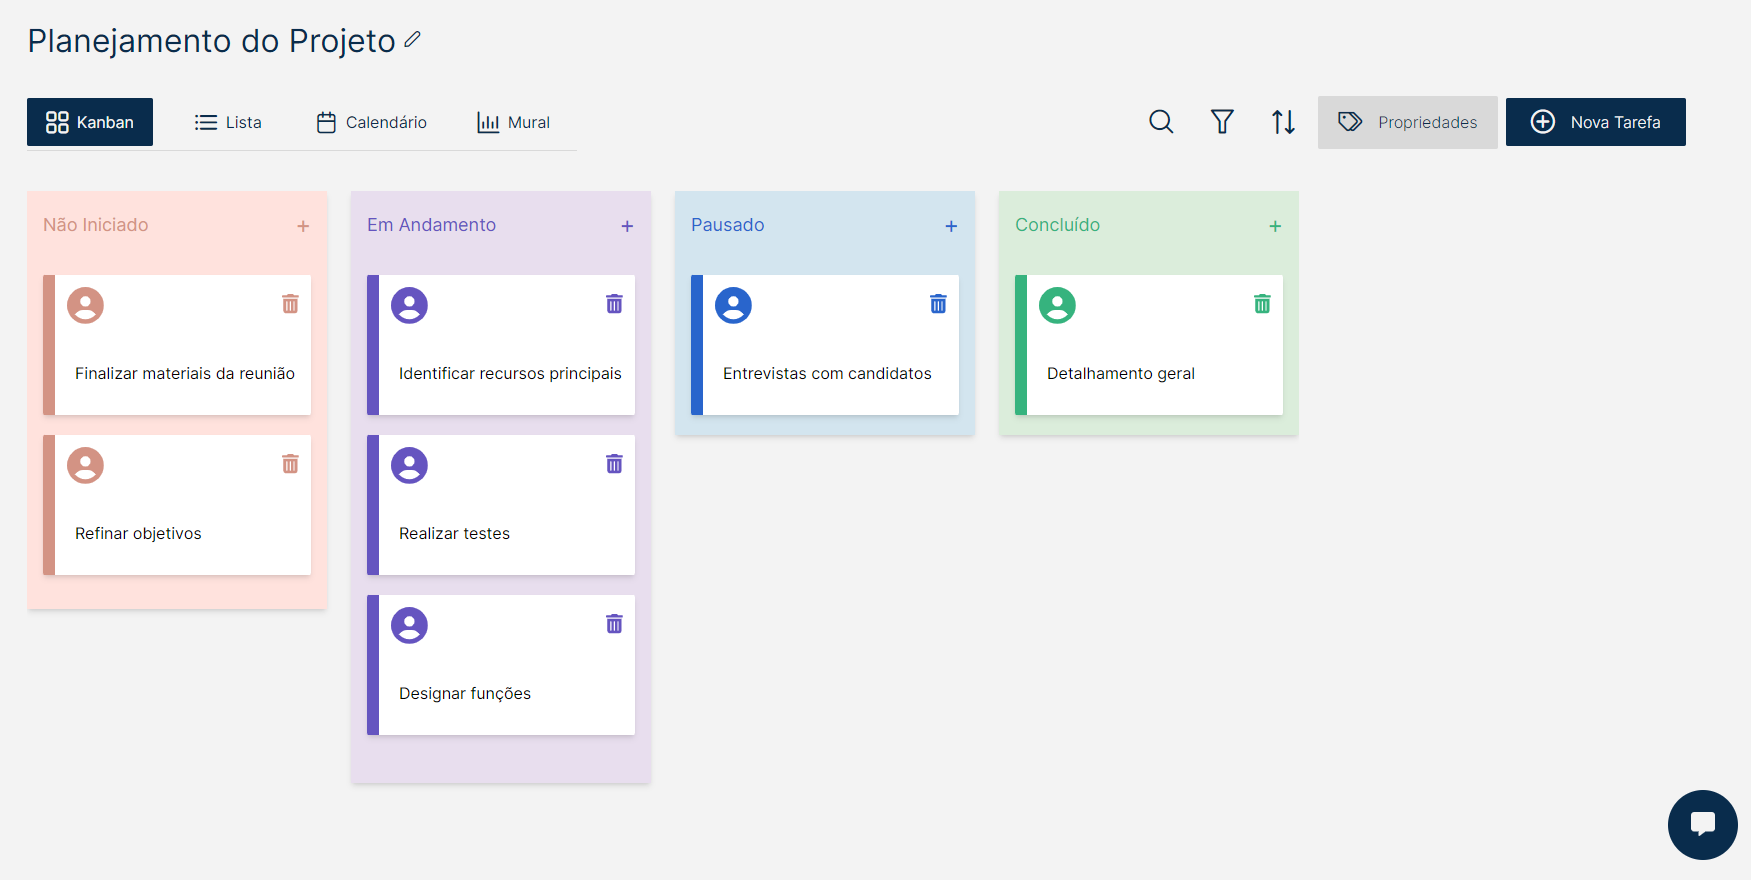 Planejamento do Projeto
Kanban
Lista
Calendário
Mural
Propriedades
Nova Tarefa
Não Iniciado
+
Finalizar materiais da reunião
Refinar objetivos
Em Andamento
+
Identificar recursos principais
Realizar testes
Designar funções
Pausado
+
Entrevistas com candidatos
Concluído
+
Detalhamento geral